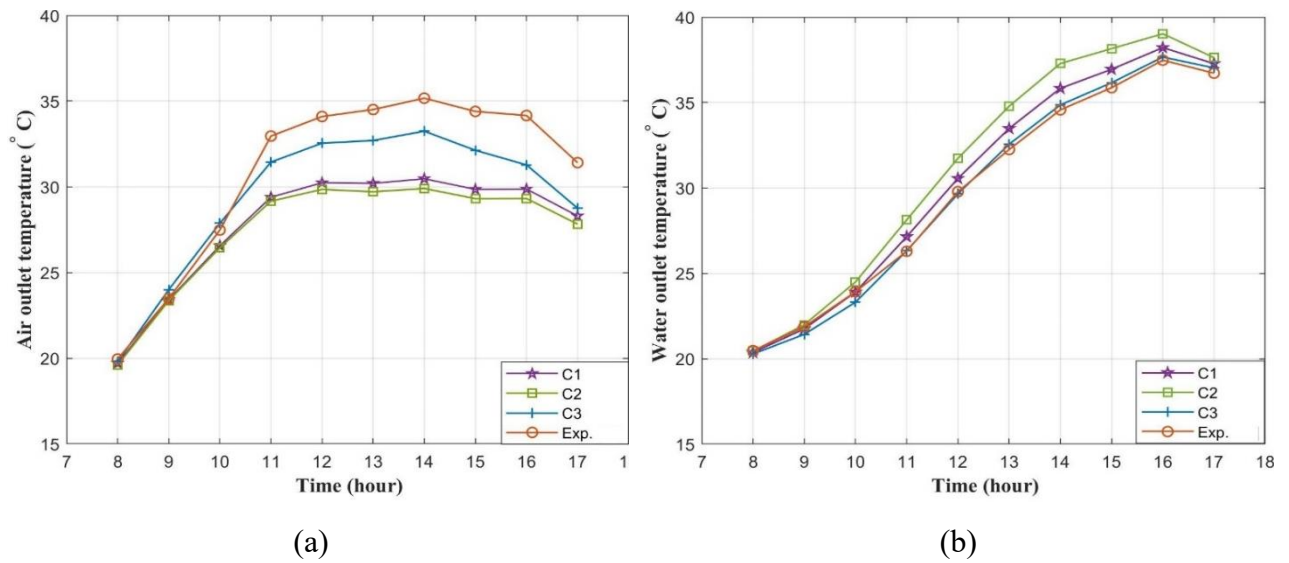 40
35
30
25
20
15
Air outlet temperature (° C)
7 8 9 10 11 12 13 14 15 16 17 1
Time (hour)
C1
C2
C3
Exp.
(a)
40
35
30
25
20
15
Water outlet temperature (° C)
7 8 9 10 11 12 13 14 15 16 17 18
Time (hour)
C1
C2
C3
Exp.
(b)